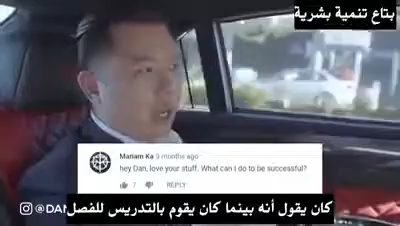 بتاع تنمية بشرية
Mariam Ka 3 months ago
hey Dan, love your stuff. What can I do to be successful?
7 REPLY
@DAN
كان يقول أنه بينما كان يقوم بالتدريس للفصل